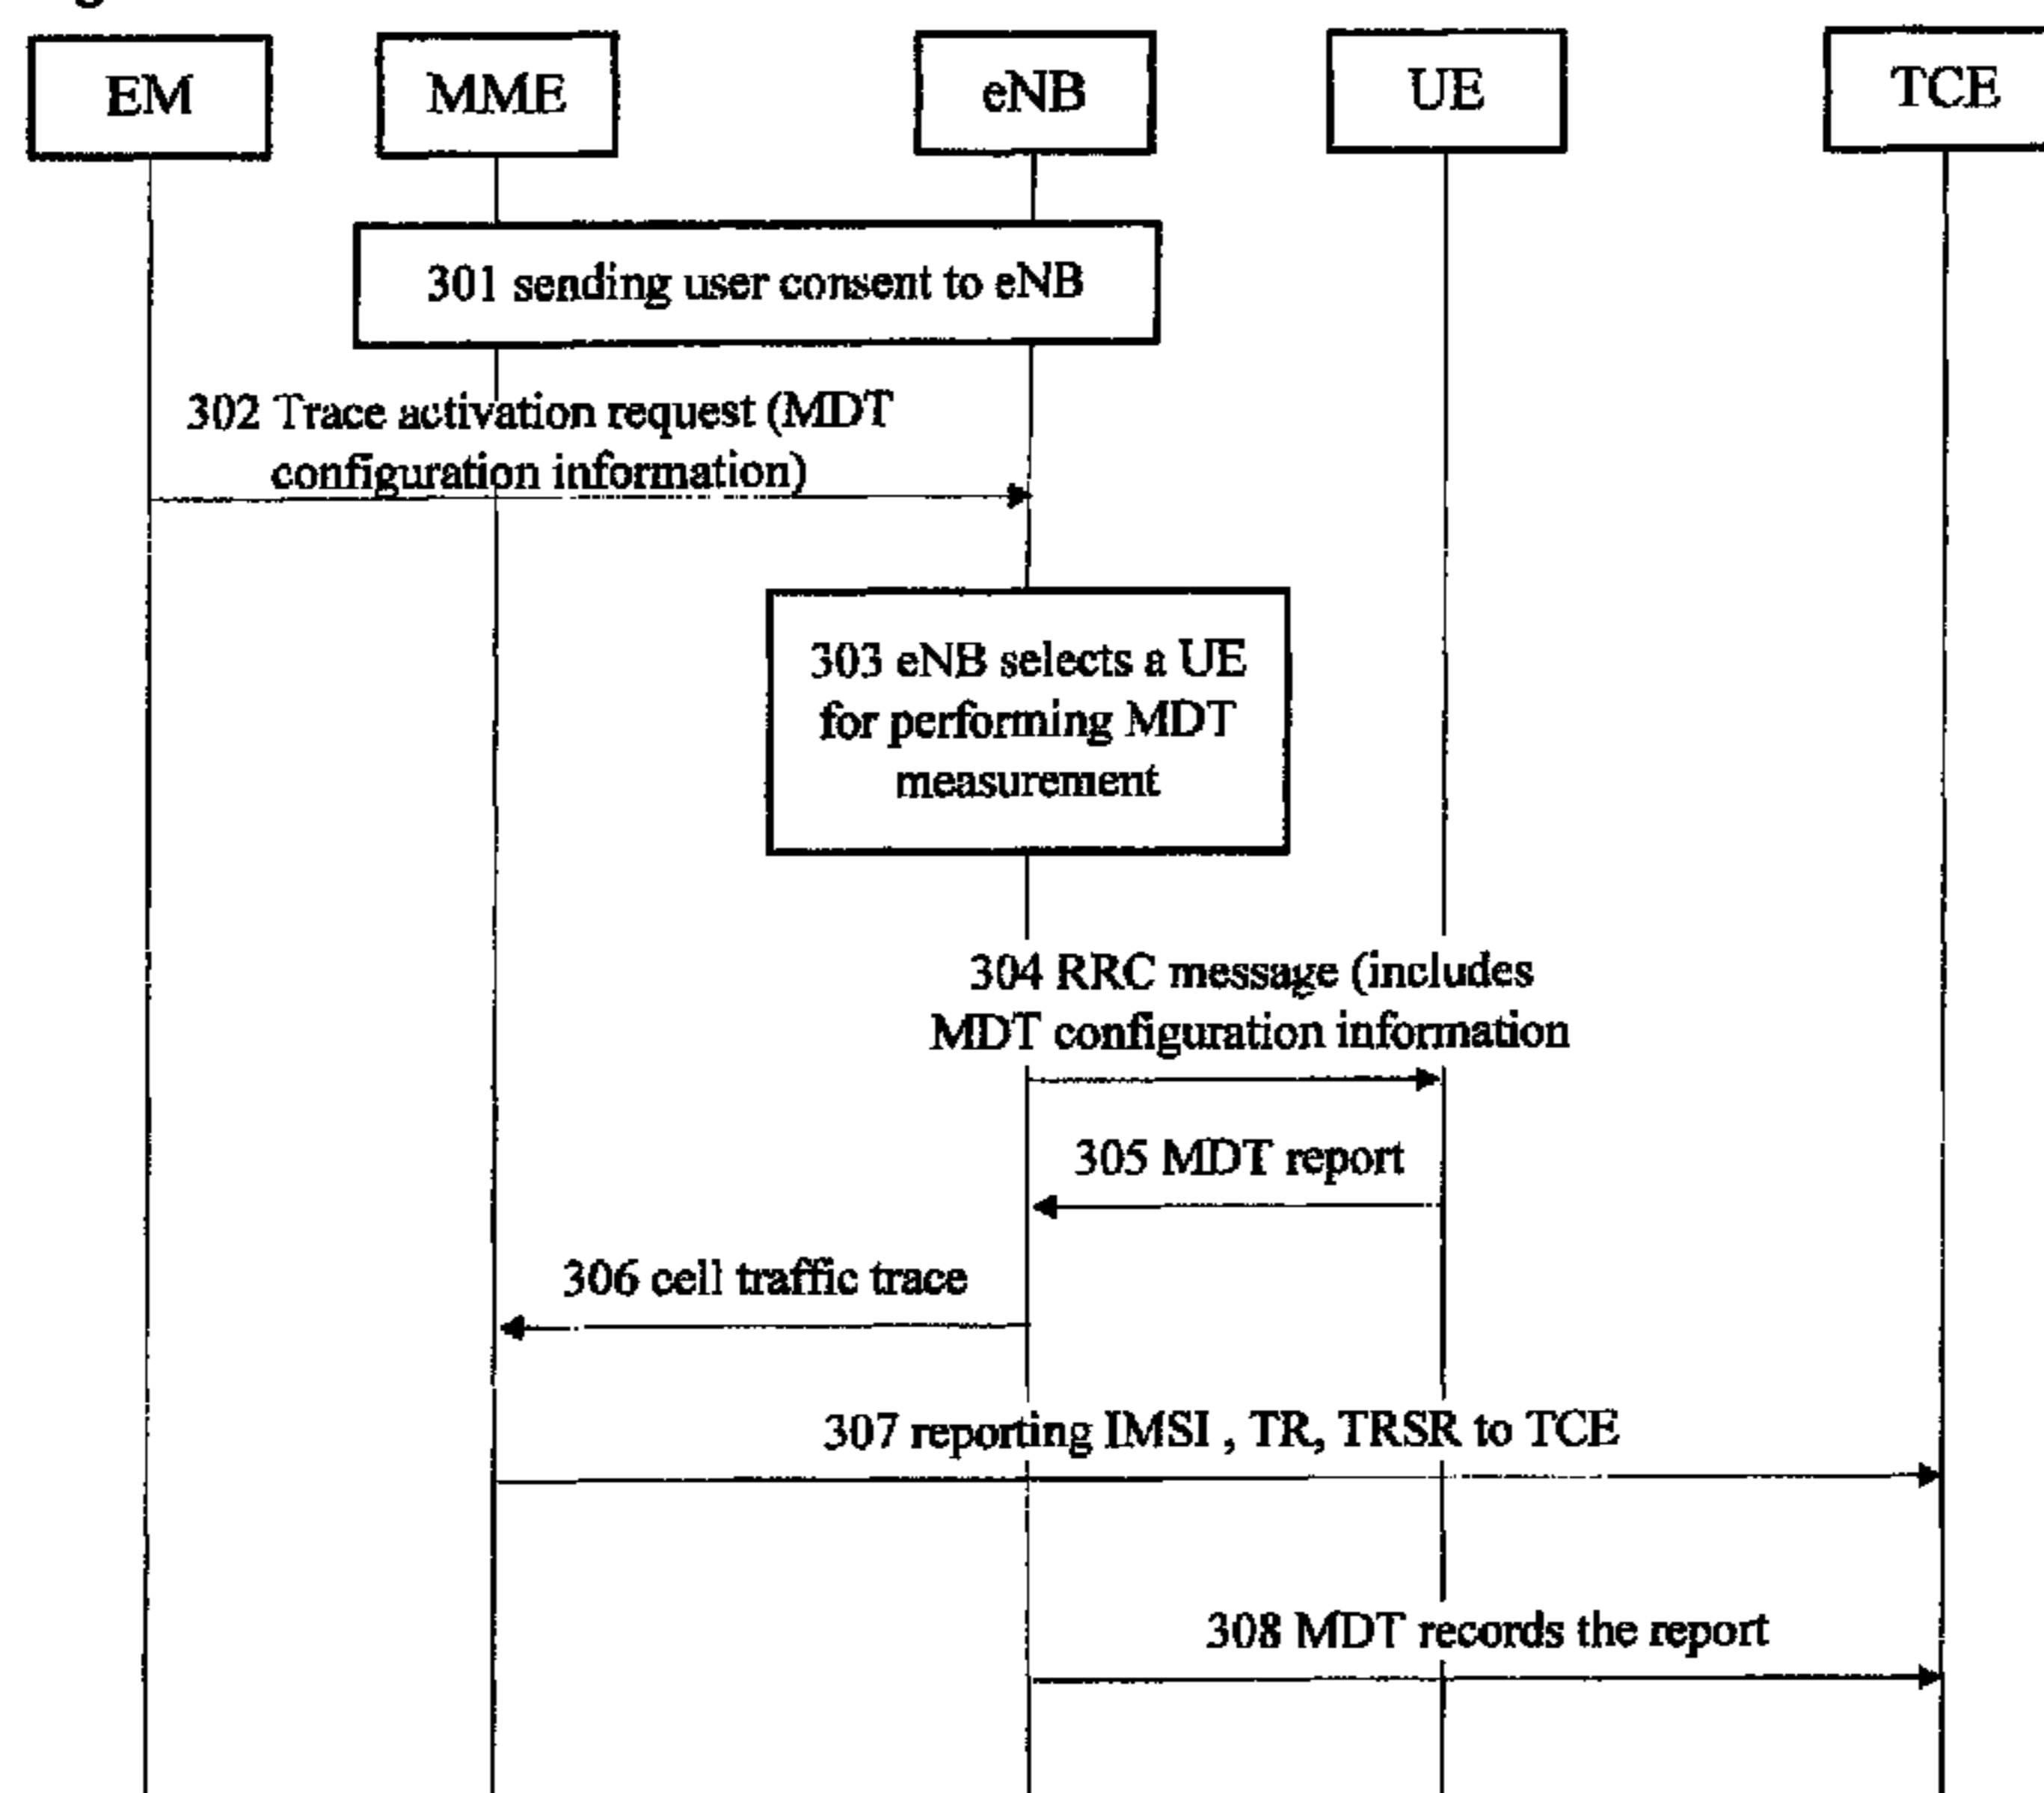 EM
MME
eNB
UE
TCE
301 sending user consent to eNB
302 Trace activation request (MDT
configuration information)
303 eNB selects a UE
for performing MDT
measurement
304 RRC message (includes
MDT configuration information
305 MDT report
306 cell traffic trace
307 reporting IMSI , TR, TRSR to TCE
308 MDT records the report